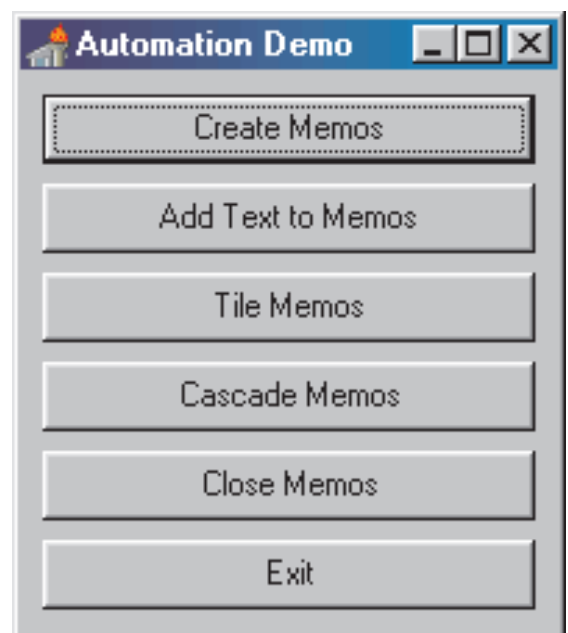 Automation Demo
Create Memos
Add Text to Memos
Tile Memos
Cascade Memos
Close Memos
Exit